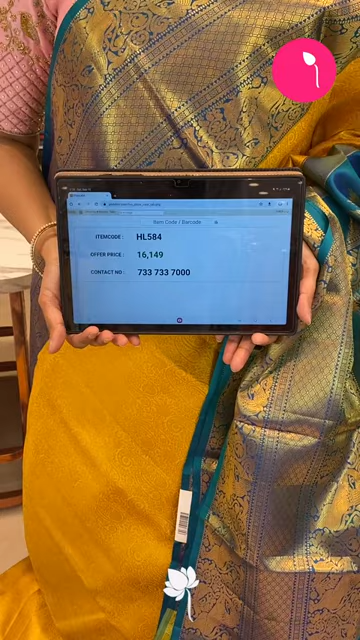 Item Code / Barcode
ITEMCODE : HL584
OFFER PRICE : 16,149
CONTACT NO : 733 733 7000